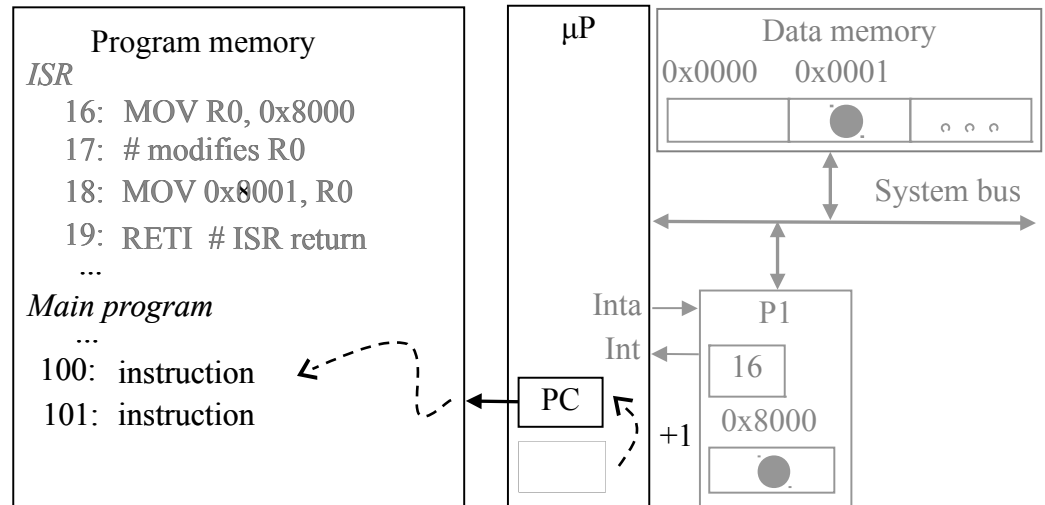 Program memory
ISR
16: MOV R0, 0x8000
17: # modifies R0
18: MOV 0x8001, R0
19: RETI # ISR return
...
Main program
...
100: instruction
101: instruction
μP
PC
+1
Data memory
0x0000 0x0001
System bus
Inta
Int
P1
16
0x8000